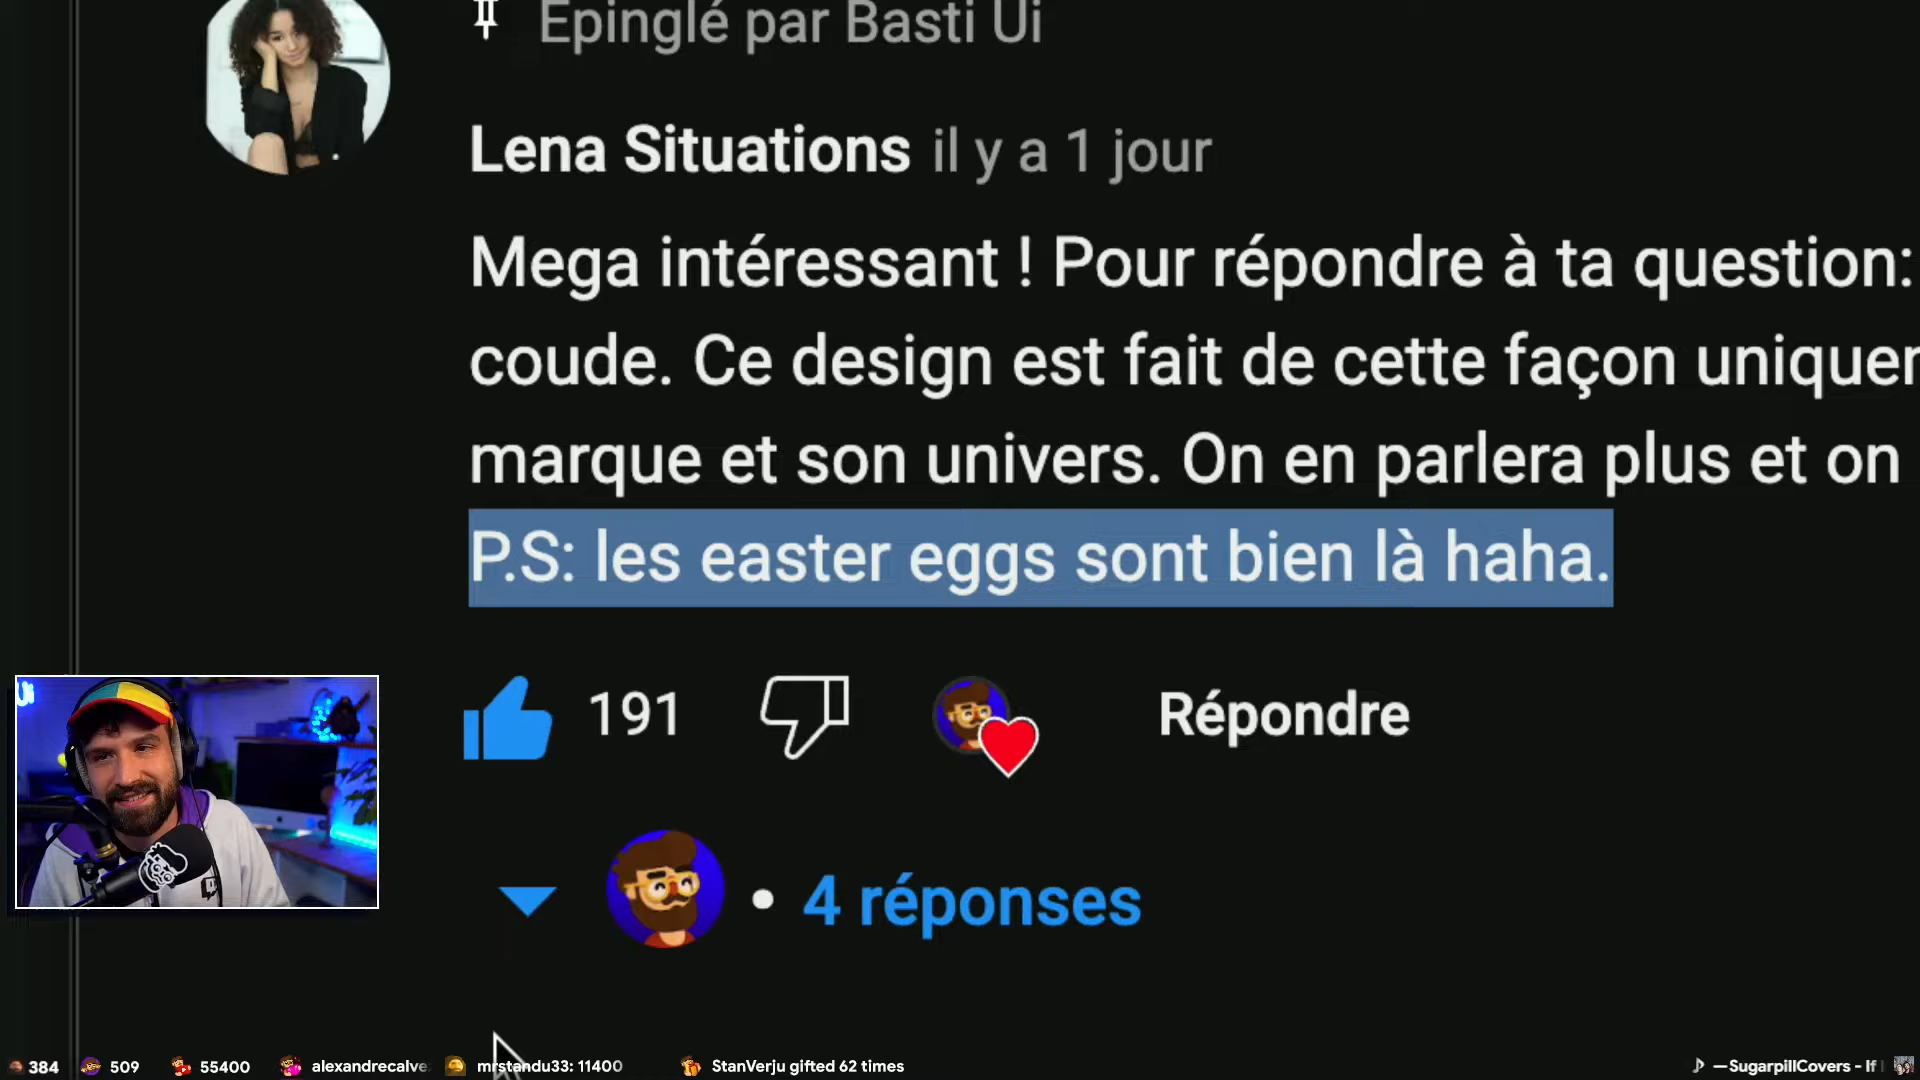 Épinglé par Basti Ui
Lena Situations il y a 1 jour
Mega intéressant ! Pour répondre à ta question:
coude. Ce design est fait de cette façon
marque et son univers. On en parlera plus et on
P.S: les easter eggs sont bien là haha.
191 Répondre
4 réponses
384 509 55400 alexandrecalve mrstandu33: 11400 StanVerju gifted 62 times —SugarpillCovers - If